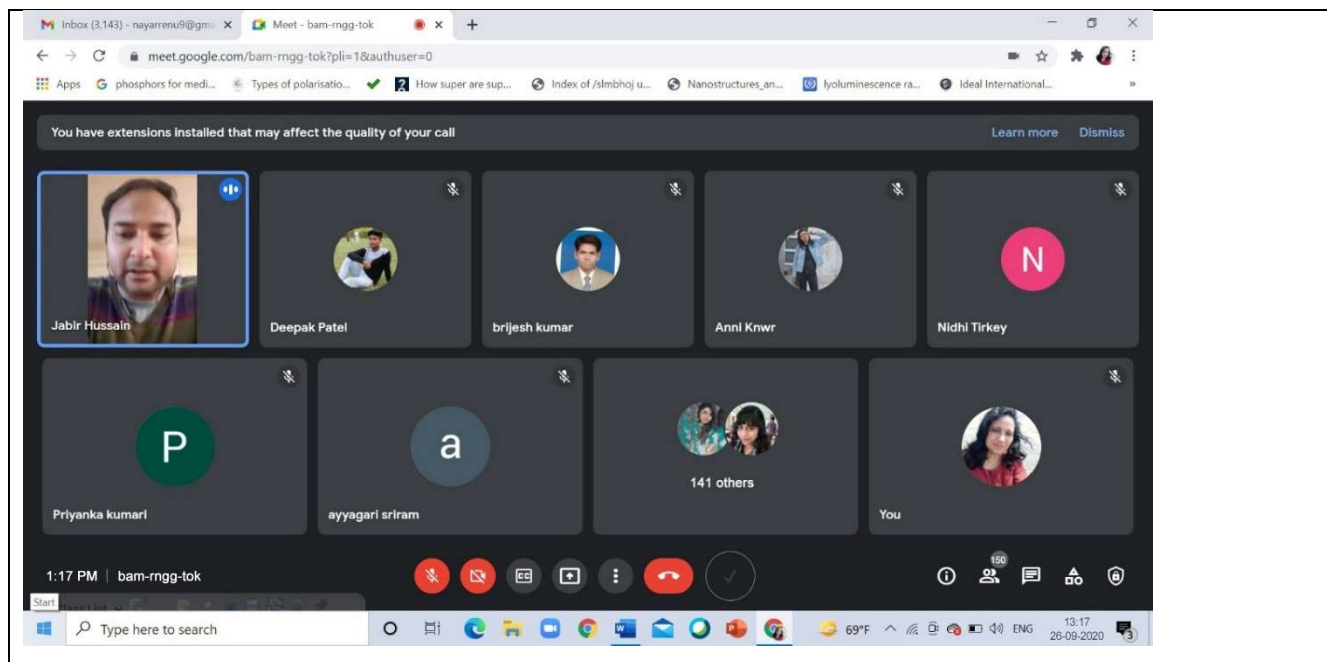 Inbox (3,143) - nayarrenu9@gma
Meet - bam-rngg-tok
meet.google.com/bam-rngg-tok?pli=1&authuser=0
Apps
phosphors for medi...
Types of polarisatio...
How super are sup...
Index of /slmbhoj u...
Nanostructures_an...
lyoluminescence ra...
Ideal International...
You have extensions installed that may affect the quality of your call
Learn more
Dismiss
Jabir Hussain
Deepak Patel
brijesh kumar
Anni Knwr
N
Nidhi Tirkey
P
Priyanka kumari
a
ayyagari sriram
141 others
You
1:17 PM | bam-rngg-tok
CC
150
Start
Type here to search
69°F
ENG
13:17
26-09-2020
3